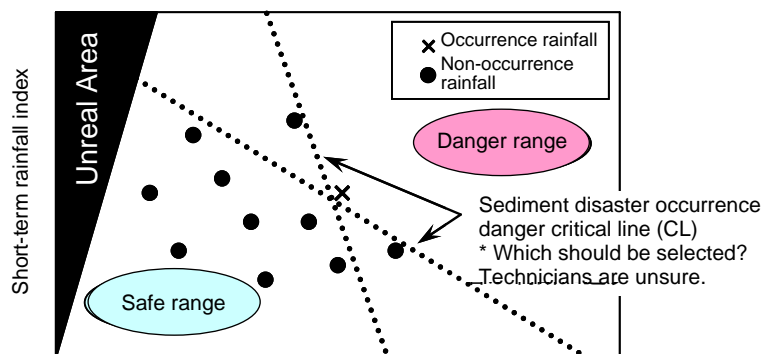 Unreal Area
Short-term rainfall index
Occurrence rainfall
Non-occurrence
rainfall
Danger range
Sediment disaster occurrence
danger critical line (CL)
* Which should be selected?
Technicians are unsure.
Safe range